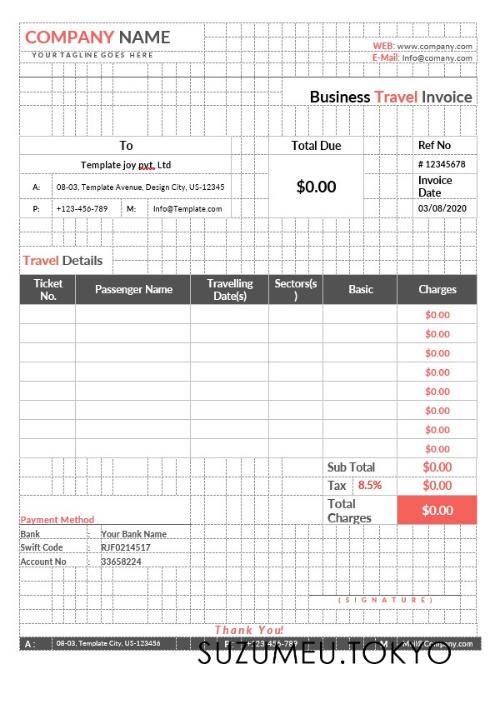 COMPANY NAME
YOUR TAGLINE GOES HERE
WEB: www.company.com
E-Mail: Info@comany.com
Business Travel Invoice
To Total Due Ref No
Template joy pvt, Ltd # 12345678
A: 08-03, Template Avenue, Design City, US-12345 $0.00 Invoice Date
P: +123-456-789 M: Info@Template.com 03/08/2020
Travel Details
Ticket No. Passenger Name Travelling Date(s) Sectors(s) Basic Charges
$0.00
$0.00
$0.00
$0.00
$0.00
$0.00
$0.00
$0.00
Sub Total $0.00
Tax 8.5% $0.00
Total Charges $0.00
Payment Method
Bank : Your Bank Name
Swift Code : RJF0214517
Account No : 33658224
(SIGNATURE)
Thank You!
A: 08-03, Template City, US-123456 P: +123-456-789 M: Mail@Company.com
SUZUMEU.TOKYO